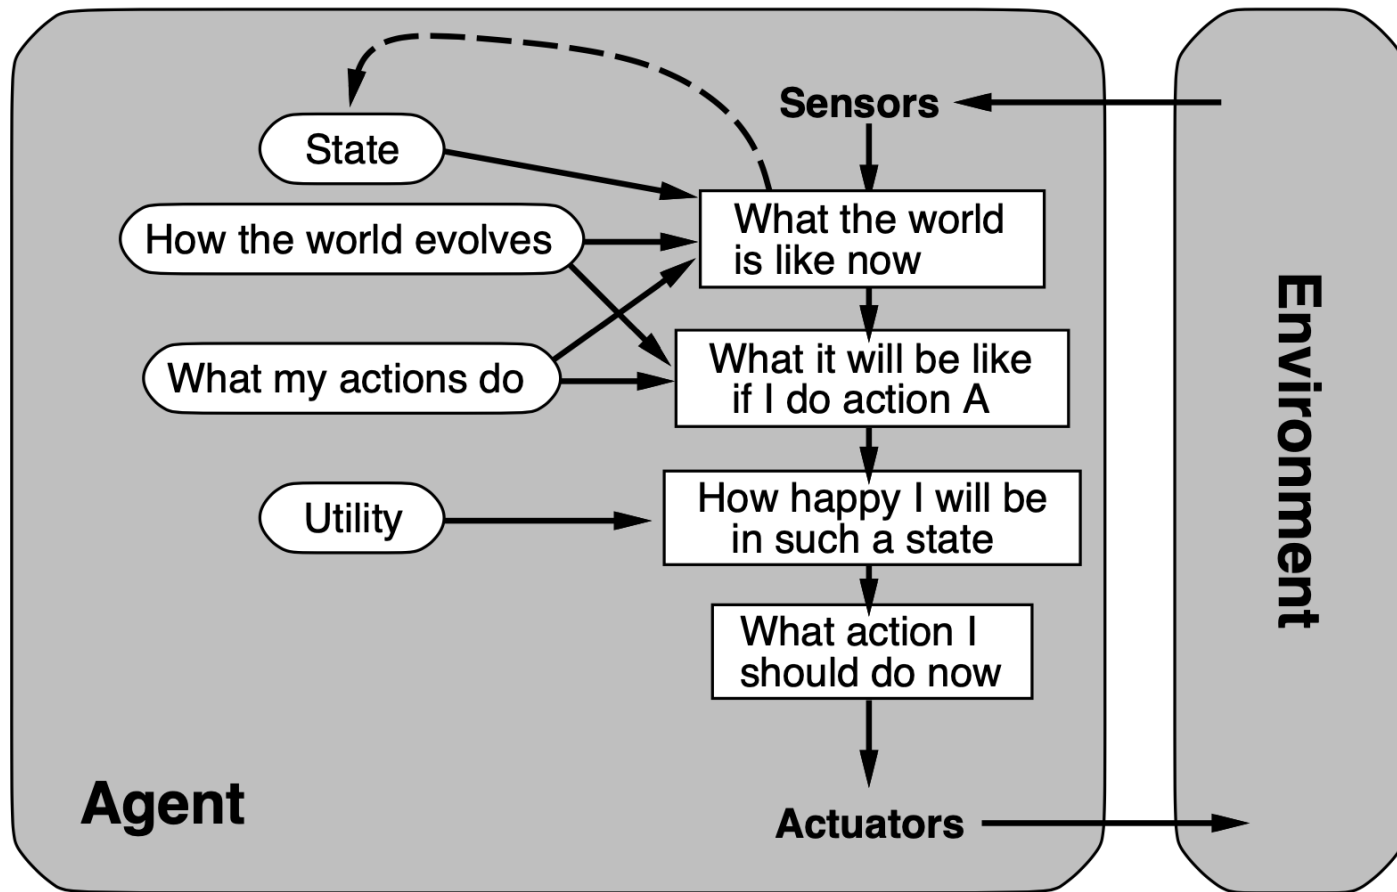 Sensors
State
What the world
is like now
How the world evolves
What it will be like
if I do action A
What my actions do
How happy I will be
in such a state
Utility
What action I
should do now
Agent
Actuators
Environment